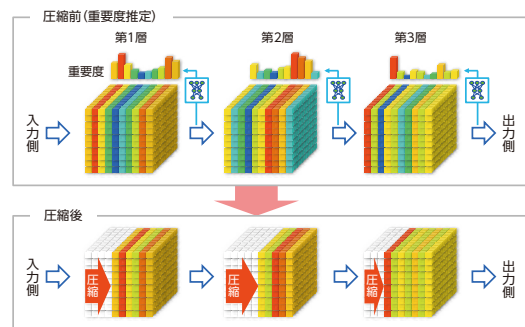 圧縮前(重要度推定)
第1層
第2層
第3層
重要度
入力側
出力側
圧縮後
入力側
圧縮
圧縮
圧縮
出力側